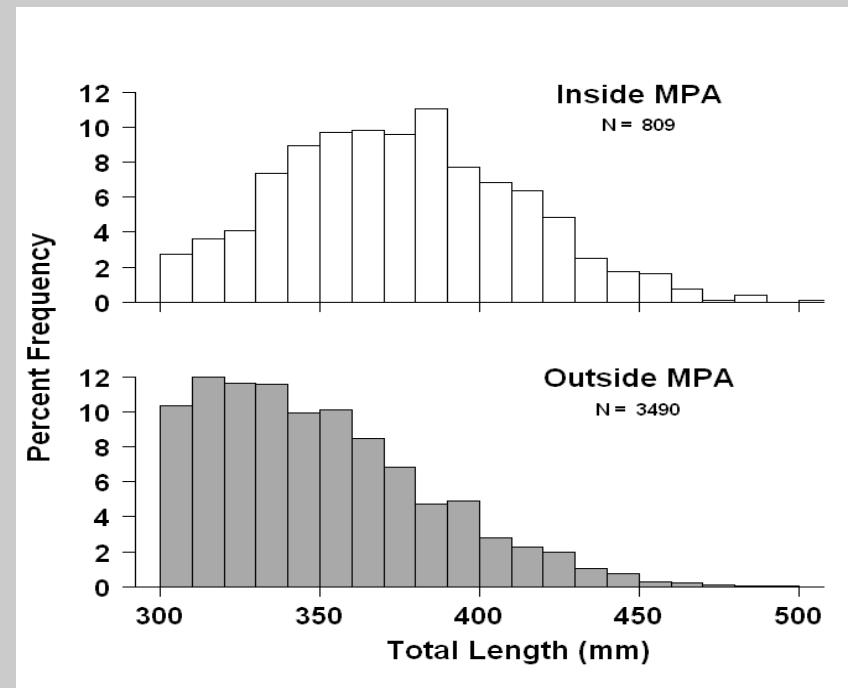 Inside MPA
N = 809
12
10
8
6
4
2
0
Percent Frequency
Outside MPA
N = 3490
12
10
8
6
4
2
0
300 350 400 450 500
Total Length (mm)